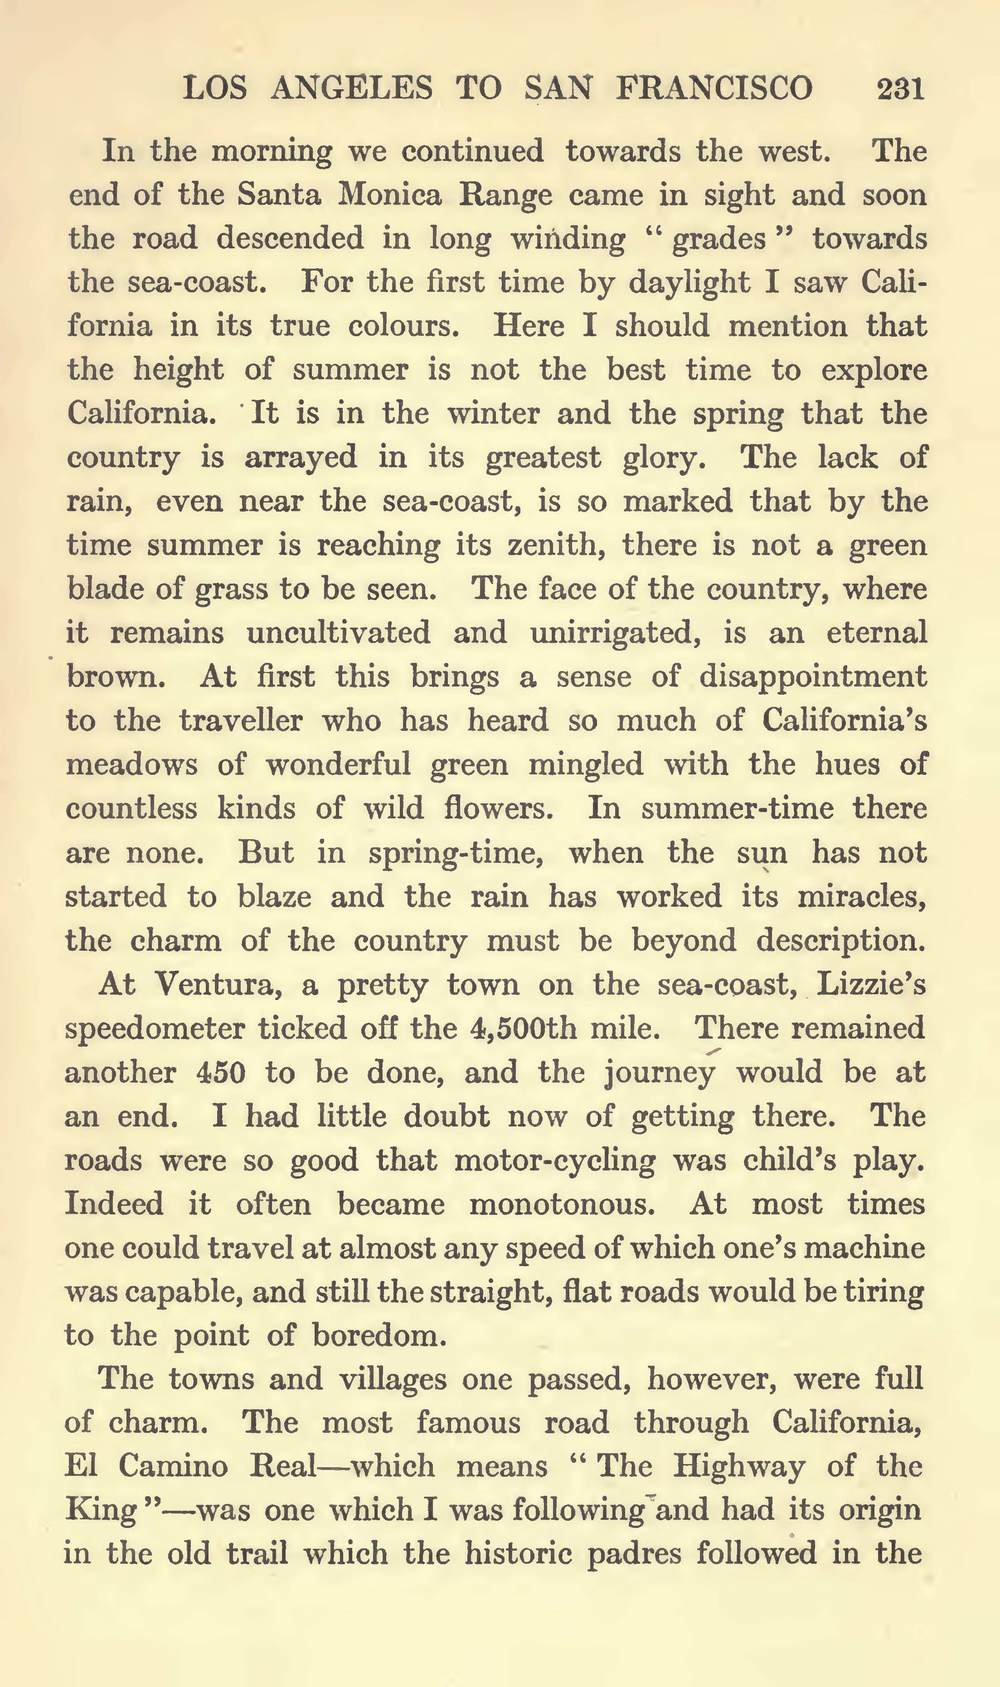 LOS ANGELES TO SAN FRANCISCO 231
In the morning we continued towards the west. The
end of the Santa Monica Range came in sight and soon
the road descended in long winding “ grades ” towards
the sea-coast. For the first time by daylight I saw Cali-
fornia in its true colours. Here I should mention that
the height of summer is not the best time to explore
California. It is in the winter and the spring that the
country is arrayed in its greatest glory. The lack of
rain, even near the sea-coast, is so marked that by the
time summer is reaching its zenith, there is not a green
blade of grass to be seen. The face of the country, where
it remains uncultivated and unirrigated, is an eternal
brown. At first this brings a sense of disappointment
to the traveller who has heard so much of California’s
meadows of wonderful green mingled with the hues of
countless kinds of wild flowers. In summer-time there
are none. But in spring-time, when the sun has not
started to blaze and the rain has worked its miracles,
the charm of the country must be beyond description.
At Ventura, a pretty town on the sea-coast, Lizzie’s
speedometer ticked off the 4,500th mile. There remained
another 450 to be done, and the journey would be at
an end. I had little doubt now of getting there. The
roads were so good that motor-cycling was child’s play.
Indeed it often became monotonous. At most times
one could travel at almost any speed of which one’s machine
was capable, and still the straight, flat roads would be tiring
to the point of boredom.
The towns and villages one passed, however, were full
of charm. The most famous road through California,
El Camino Real—which means “ The Highway of the
King ”—was one which I was following and had its origin
in the old trail which the historic padres followed in the